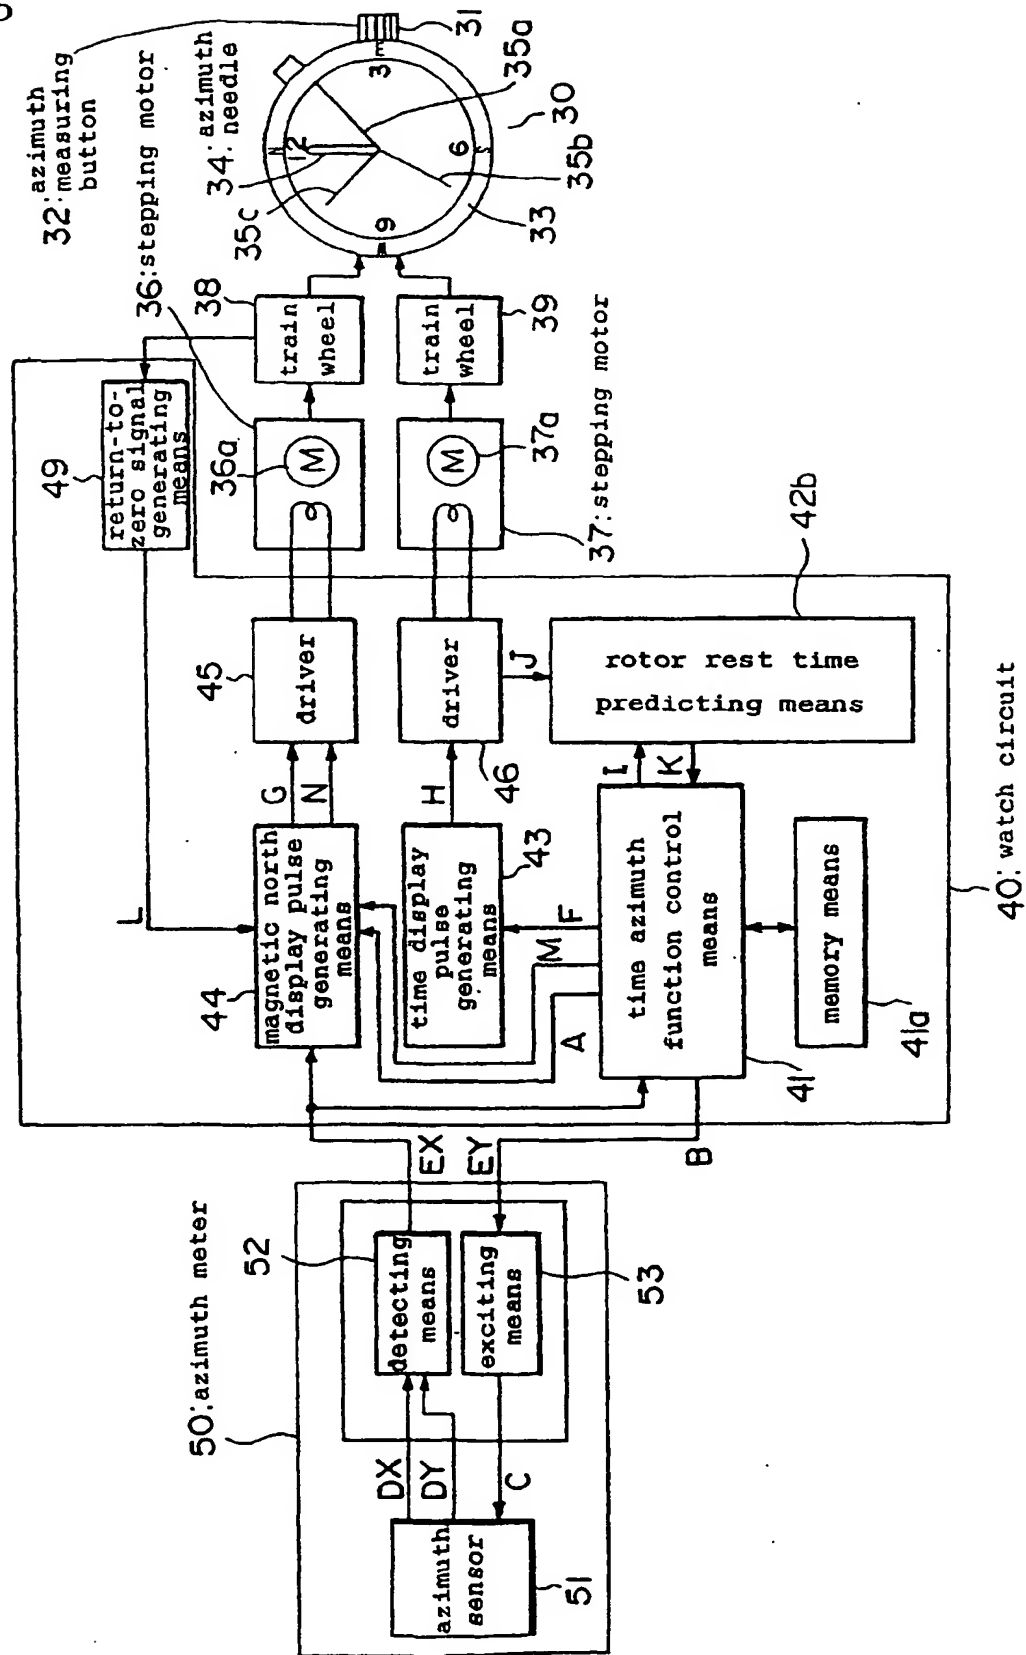 50:azimuth meter
azimuth
sensor
51
DX
DY
C
52
detecting
means
exciting
means
53
EX
EY
B
40:watch circuit
44
magnetic north
display pulse
generating
means
L
G
N
45
driver
time display
pulse
generating
means
43
H
driver
46
A
M
F
time azimuth
function control
means
41
memory means
41a
I
K
J
rotor rest time
predicting means
42b
49
return-to-
zero signal
generating
means
36:stepping motor
36a
M
37a
M
37:stepping motor
38
train
wheel
39
train
wheel
32:azimuth
measuring
button
31
34:azimuth
needle
35a
35b
35c
30
33
12
3
6
9